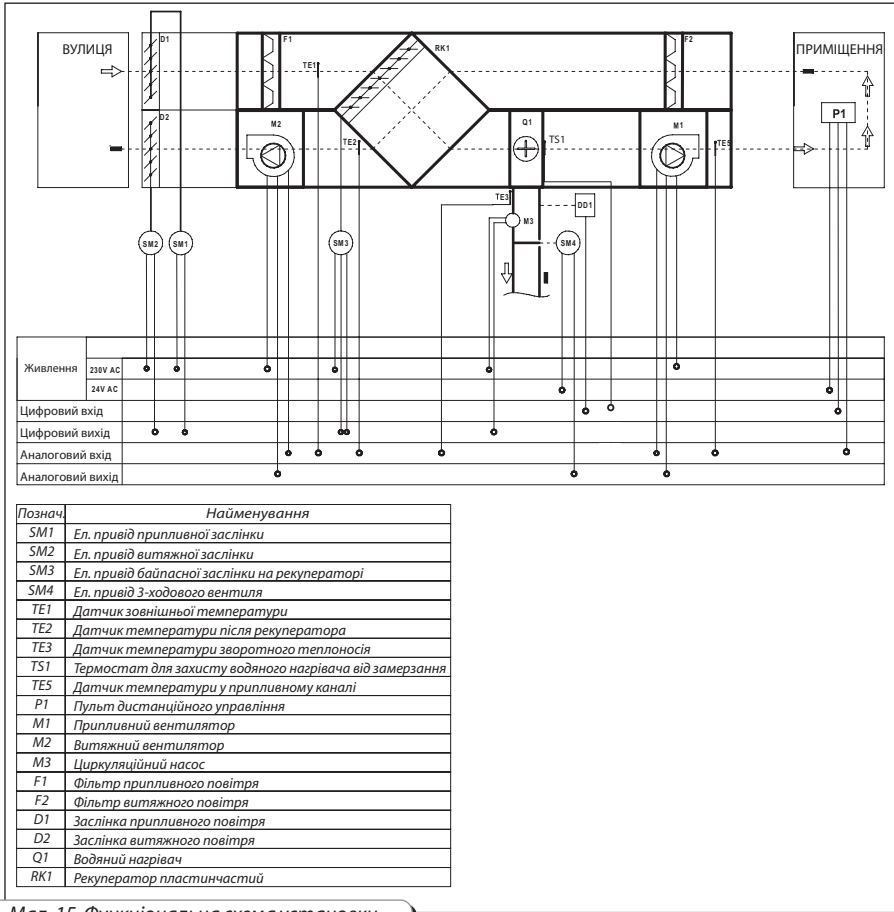 ВУЛИЦЯ
D1
F1
TE1
RK1
F2
ПРИМІЩЕННЯ
D2
M2
TE2
Q1
TS1
M1
TE5
P1
TE3
DD1
M3
SM2
SM1
SM3
SM4
Живлення
230V AC
24V AC
Цифровий вхід
Цифровий вихід
Аналоговий вхід
Аналоговий вихід
Познач. Найменування
SM1 Ел. привід припливної заслінки
SM2 Ел. привід витяжної заслінки
SM3 Ел. привід байпасної заслінки на рекуператорі
SM4 Ел. привід 3-ходового вентиля
TE1 Датчик зовнішньої температури
TE2 Датчик температури після рекуператора
TE3 Датчик температури зворотного теплоносія
TS1 Термостат для захисту водяного нагрівача від замерзання
TE5 Датчик температури у припливному каналі
P1 Пульт дистанційного управління
M1 Припливний вентилятор
M2 Витяжний вентилятор
M3 Циркуляційний насос
F1 Фільтр припливного повітря
F2 Фільтр витяжного повітря
D1 Заслінка припливного повітря
D2 Заслінка витяжного повітря
Q1 Водяний нагрівач
RK1 Рекуператор пластинчастий
Мал. 15. Функціональна схема установки